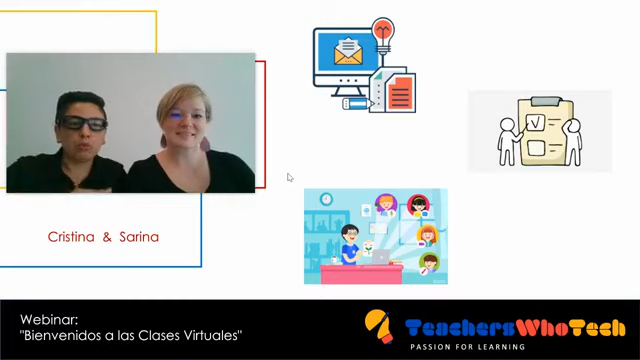 Cristina & Sarina
Webinar:
"Bienvenidos a las Clases Virtuales"
TeachersWhoTech
PASSION FOR LEARNING